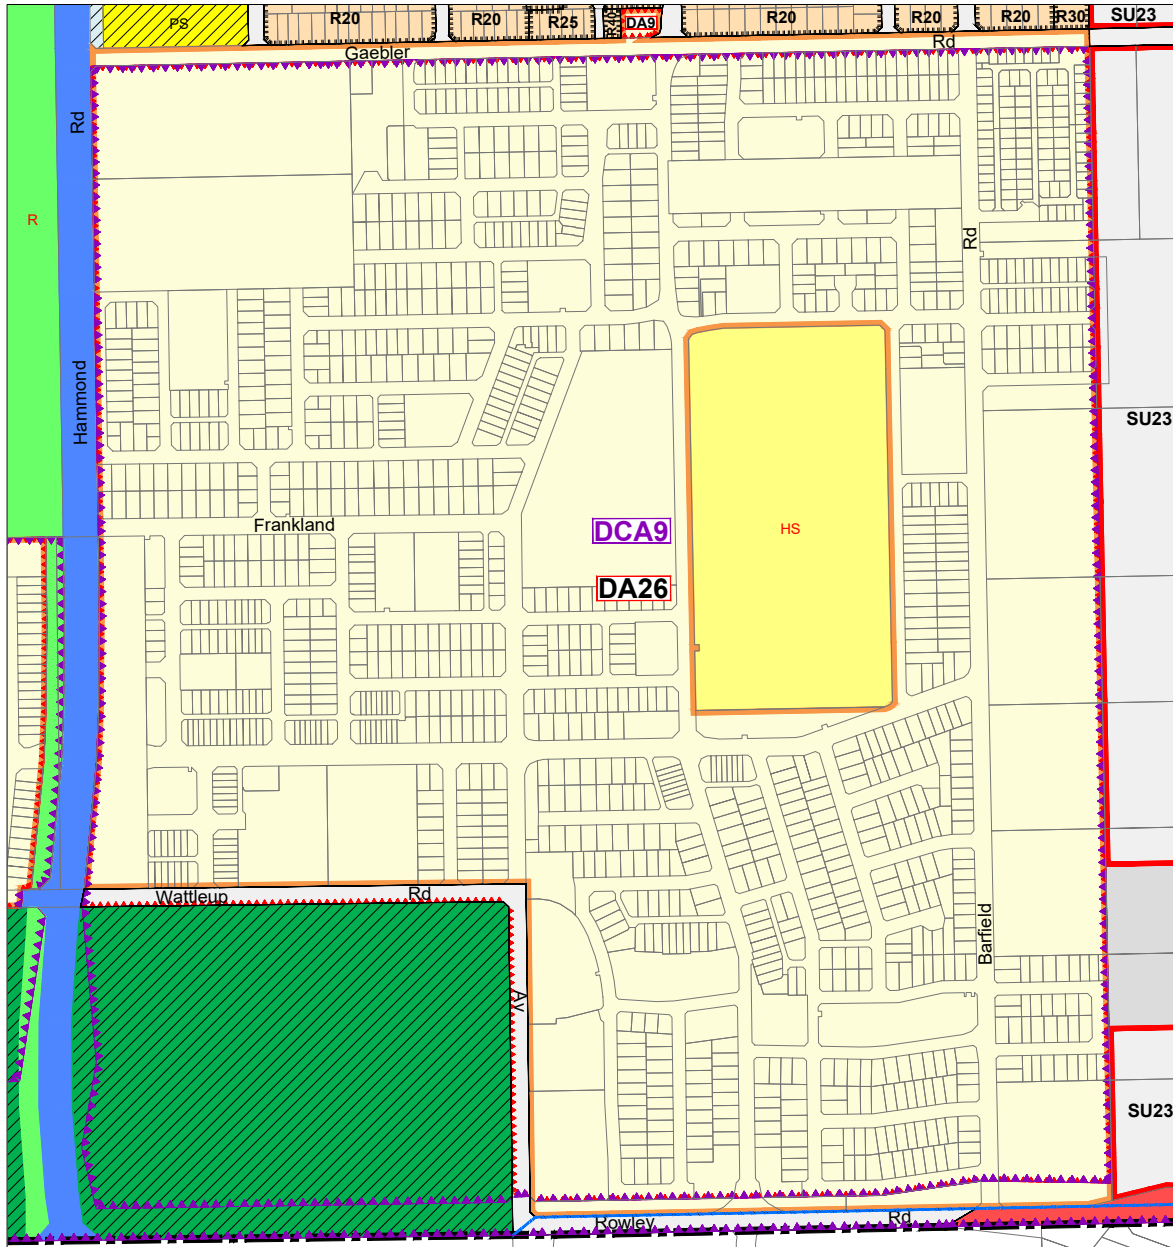 PS
R20
R20
R25
R40
DA9
R20
R20
R20
R30
SU23
Gaebler
Rd
Rd
R
Rd
Hammond
SU23
Frankland
DCA9
HS
DA26
Wattleup
Rd
Barfield
Av
SU23
Rowley
Rd